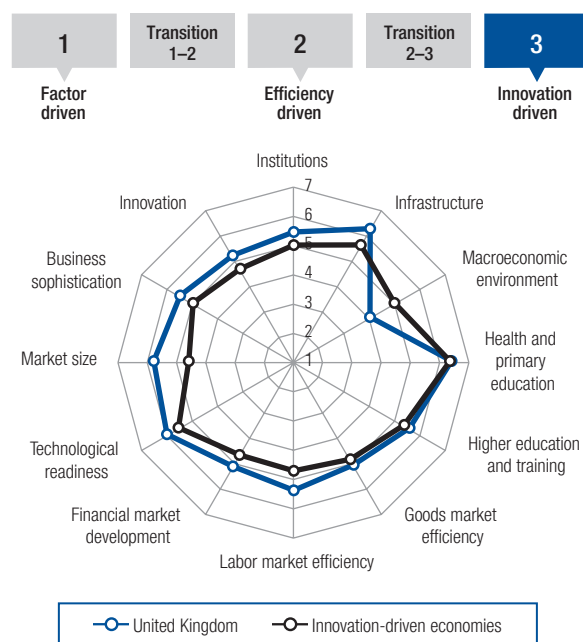 1
Transition
1–2
2
Transition
2–3
3
Factor
driven
Efficiency
driven
Innovation
driven
Institutions
7
6
5
4
3
2
1
Innovation
Infrastructure
Business
sophistication
Macroeconomic
environment
Market size
Health and
primary
education
Technological
readiness
Higher education
and training
Financial market
development
Goods market
efficiency
Labor market efficiency
United Kingdom
Innovation-driven economies